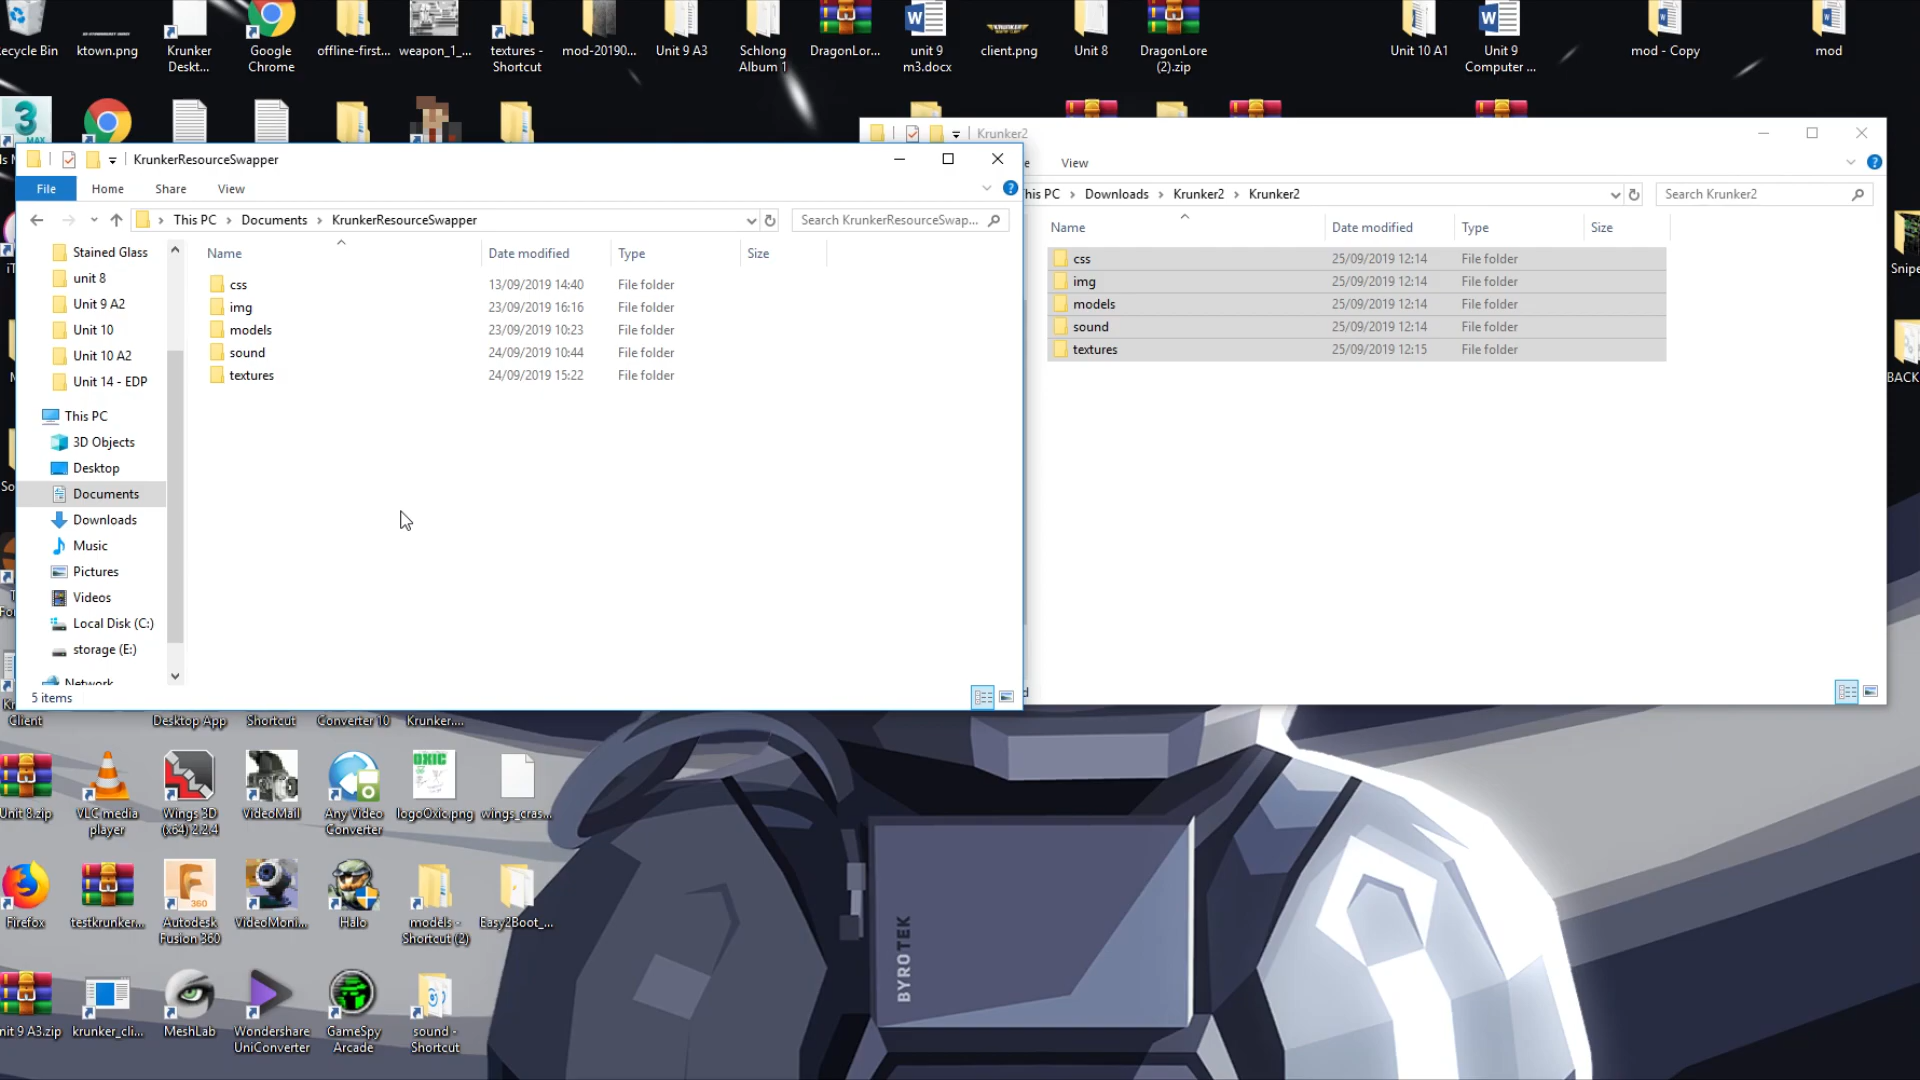 ecycle Bin
ktown.png
Krunker
Deskt...
Google
Chrome
offline-first...
weapon_1_...
textures -
Shortcut
mod-20190...
Unit 9 A3
Schlong
Album 1
DragonLor...
unit 9
m3.docx
client.png
Unit 8
DragonLore
(2).zip
Unit 10 A1
Unit 9
Computer ...
mod - Copy
mod
3
MAX
KrunkerResourceSwapper
File
Home
Share
View
This PC
Documents
KrunkerResourceSwapper
Search KrunkerResourceSwap...
Stained Glass
unit 8
Unit 9 A2
Unit 10
Unit 10 A2
Unit 14 - EDP
This PC
3D Objects
Desktop
Documents
Downloads
Music
Pictures
Videos
Local Disk (C:)
storage (E:)
Network
Name
Date modified
Type
Size
css 13/09/2019 14:40 File folder
img 23/09/2019 16:16 File folder
models 23/09/2019 10:23 File folder
sound 24/09/2019 10:44 File folder
textures 24/09/2019 15:22 File folder
5 items
Krunker2
e
View
his PC
Downloads
Krunker2
Krunker2
Search Krunker2
Name
Date modified
Type
Size
css 25/09/2019 12:14 File folder
img 25/09/2019 12:14 File folder
models 25/09/2019 12:14 File folder
sound 25/09/2019 12:14 File folder
textures 25/09/2019 12:15 File folder
d
Snipe
BACK
Client
Desktop App
Shortcut
Converter 10
Krunker....
Unit 8.zip
VLC media
player
Wings 3D
(x64) 2.2.4
VideoMail
Any Video
Converter
OXIC
logoOxic.png
wings_cras...
Firefox
testkrunker...
F
360
Autodesk
Fusion 360
VideoMoni...
Halo
models -
Shortcut (2)
Easy2Boot_...
nit 9 A3.zip
krunker_cli...
MeshLab
Wondershare
UniConverter
GameSpy
Arcade
sound -
Shortcut
BYROTEK